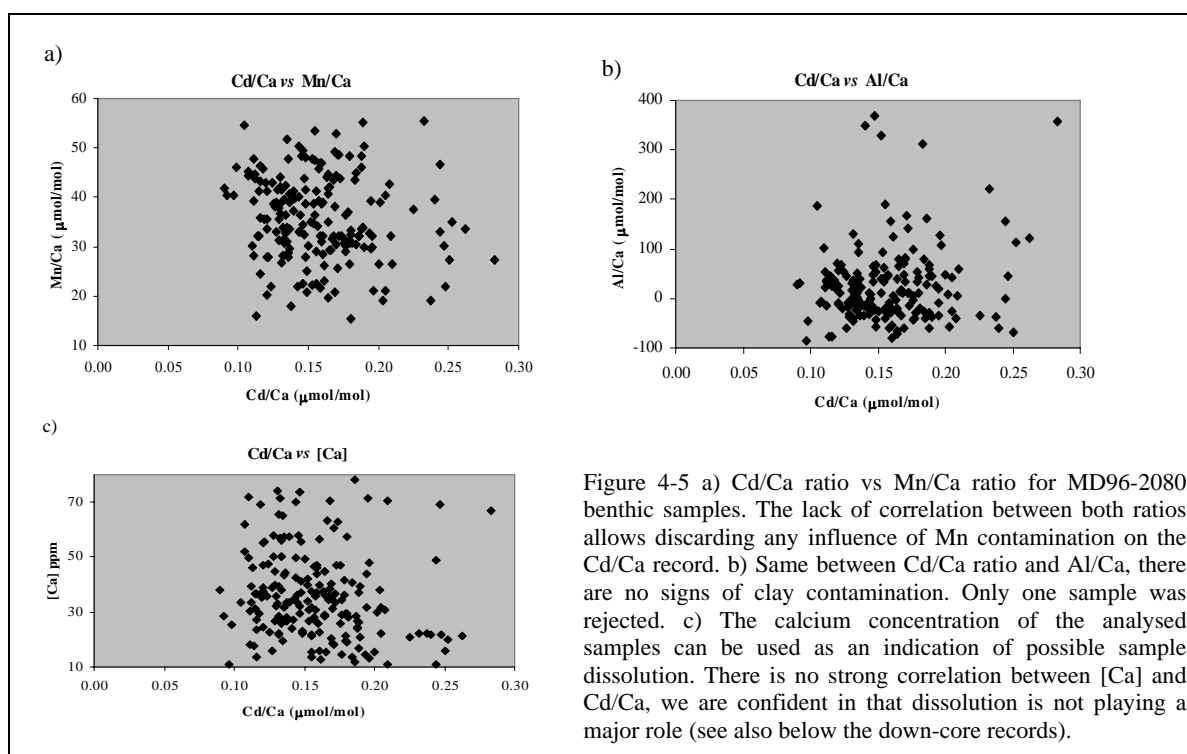 a)
Cd/Ca vs Mn/Ca
60
50
40
30
20
10
Mn/Ca ( μmol/mol)
0.00 0.05 0.10 0.15 0.20 0.25 0.30
Cd/Ca (μmol/mol)
b)
Cd/Ca vs Al/Ca
400
300
200
100
0
-100
Al/Ca ( μmol/mol)
0.00 0.05 0.10 0.15 0.20 0.25 0.30
Cd/Ca (μmol/mol)
c)
Cd/Ca vs [Ca]
70
50
30
10
[Ca] ppm
0.00 0.05 0.10 0.15 0.20 0.25 0.30
Cd/Ca (μmol/mol)
Figure 4-5 a) Cd/Ca ratio vs Mn/Ca ratio for MD96-2080
benthic samples. The lack of correlation between both ratios
allows discarding any influence of Mn contamination on the
Cd/Ca record. b) Same between Cd/Ca ratio and Al/Ca, there
are no signs of clay contamination. Only one sample was
rejected. c) The calcium concentration of the analysed
samples can be used as an indication of possible sample
dissolution. There is no strong correlation between [Ca] and
Cd/Ca, we are confident in that dissolution is not playing a
major role (see also below the down-core records).